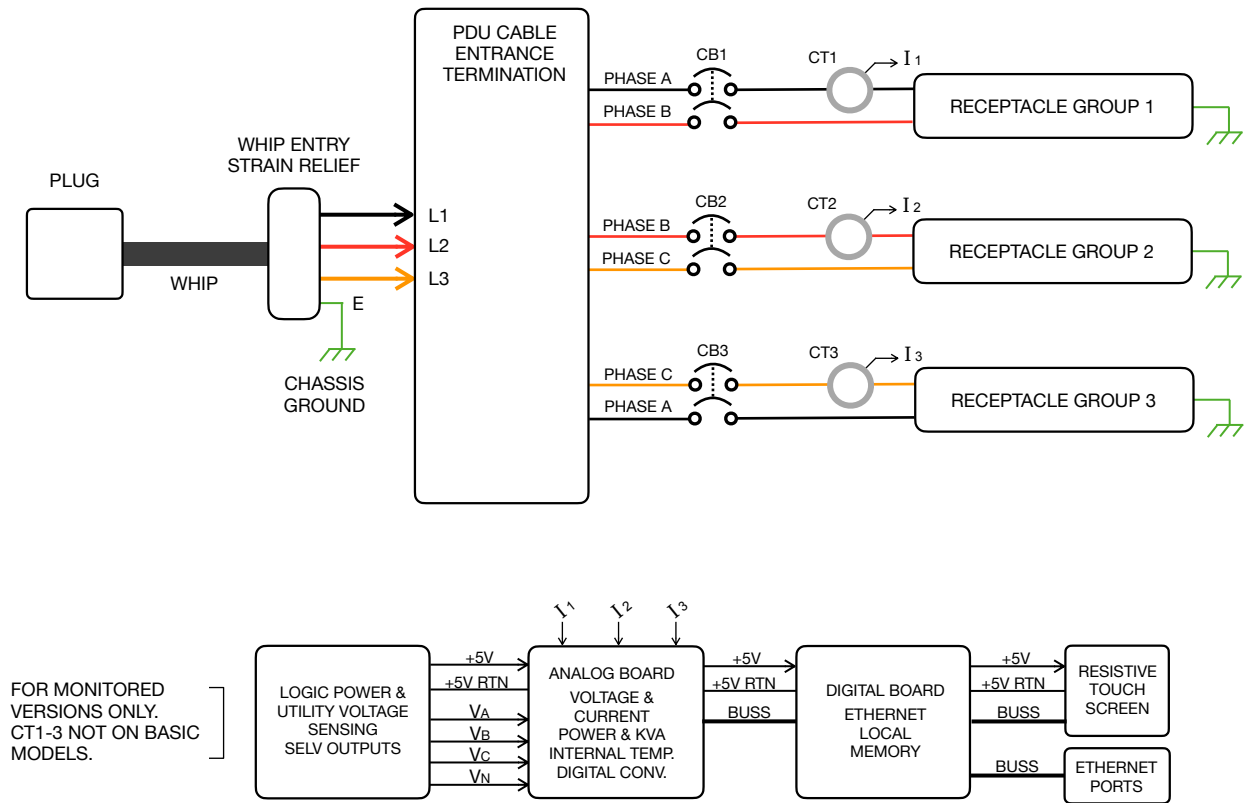 PDU CABLE
ENTRANCE
TERMINATION
CB1
CT1
I 1
PHASE A
PHASE B
RECEPTACLE GROUP 1
WHIP ENTRY
STRAIN RELIEF
PLUG
WHIP
L1
L2
L3
E
CHASSIS
GROUND
CB2
CT2
I 2
PHASE B
PHASE C
RECEPTACLE GROUP 2
CB3
CT3
I 3
PHASE C
PHASE A
RECEPTACLE GROUP 3
FOR MONITORED
VERSIONS ONLY.
CT1-3 NOT ON BASIC
MODELS.
LOGIC POWER &
UTILITY VOLTAGE
SENSING
SELV OUTPUTS
+5V
+5V RTN
VA
VB
VC
VN
I 1
I 2
I 3
ANALOG BOARD
VOLTAGE &
CURRENT
POWER & KVA
INTERNAL TEMP.
DIGITAL CONV.
+5V
+5V RTN
BUSS
DIGITAL BOARD
ETHERNET
LOCAL
MEMORY
+5V
+5V RTN
BUSS
BUSS
RESISTIVE
TOUCH
SCREEN
ETHERNET
PORTS